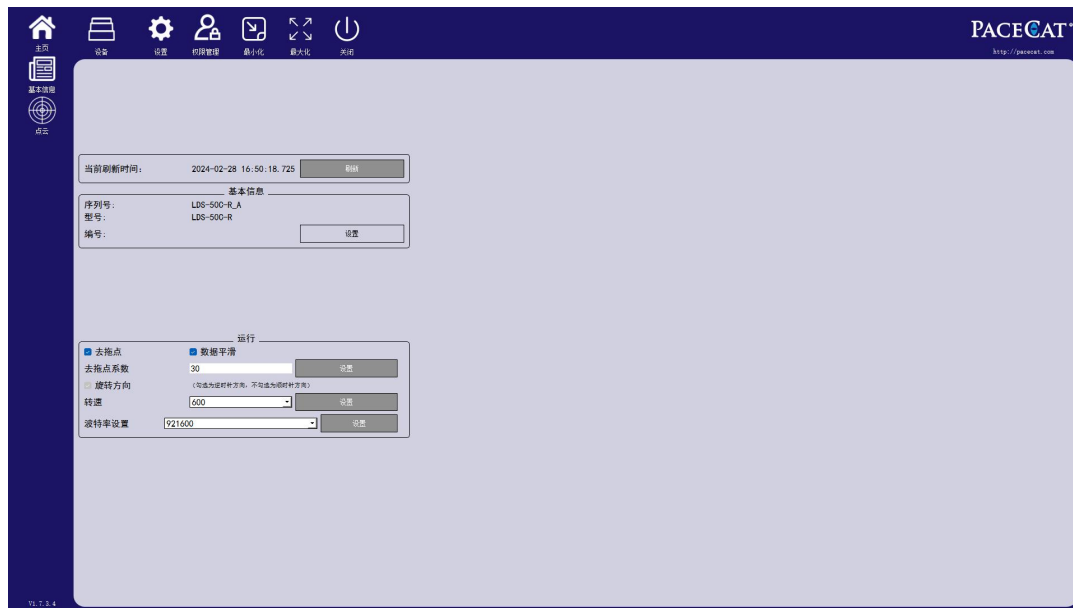 主页 设备 设置 权限管理 最小化 最大化 关闭
PACECAT
http://pacecat.com
基本信息
点云
当前刷新时间: 2024-02-28 16:50:18.725 刷新
基本信息
序列号: LDS-50C-R_A
型号: LDS-50C-R
编号: 设置
运行
去拖点 数据平滑
去拖点系数 30 设置
旋转方向 (勾选为逆时针方向, 不勾选为顺时针方向)
转速 600 设置
波特率设置 921600 设置
V1.7.3.4